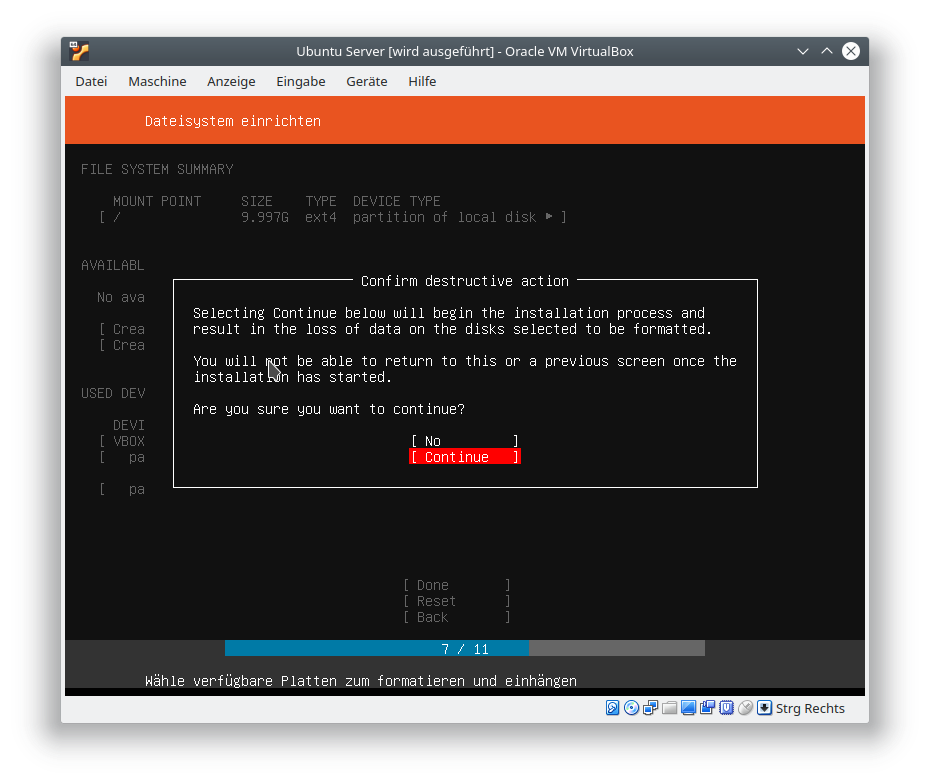 Ubuntu Server [wird ausgeführt] - Oracle VM VirtualBox
Datei Maschine Anzeige Eingabe Geräte Hilfe
Dateisystem einrichten
FILE SYSTEM SUMMARY
MOUNT POINT SIZE TYPE DEVICE TYPE
[ / 9.997G ext4 partition of local disk ▸ ]
AVAILABL
Confirm destructive action
No ava
Selecting Continue below will begin the installation process and
[ Crea result in the loss of data on the disks selected to be formatted.
[ Crea
You will not be able to return to this or a previous screen once the
installation has started.
USED DEV
Are you sure you want to continue?
DEVI
[ VBOX [ No ]
[ pa [ Continue ]
[ pa
[ Done ]
[ Reset ]
[ Back ]
7 / 11
Wähle verfügbare Platten zum formatieren und einhängen
Strg Rechts